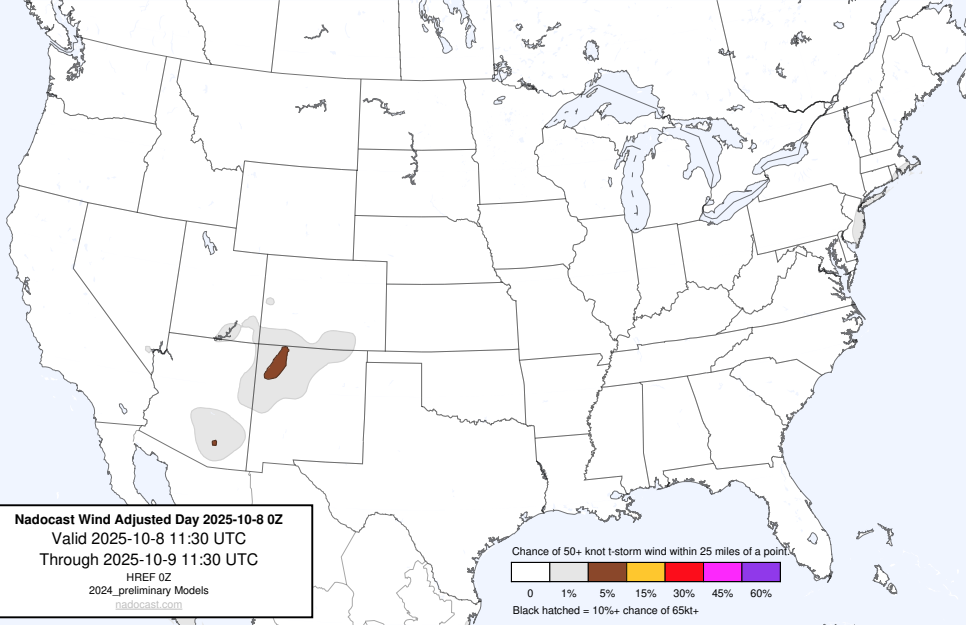 Nadocast Wind Adjusted Day 2025-10-8 0Z
Valid 2025-10-8 11:30 UTC
Through 2025-10-9 11:30 UTC
HREF 0Z
2024_preliminary Models
nadocast.com
Chance of 50+ knot t-storm wind within 25 miles of a point.
0 1% 5% 15% 30% 45% 60%
Black hatched = 10%+ chance of 65kt+